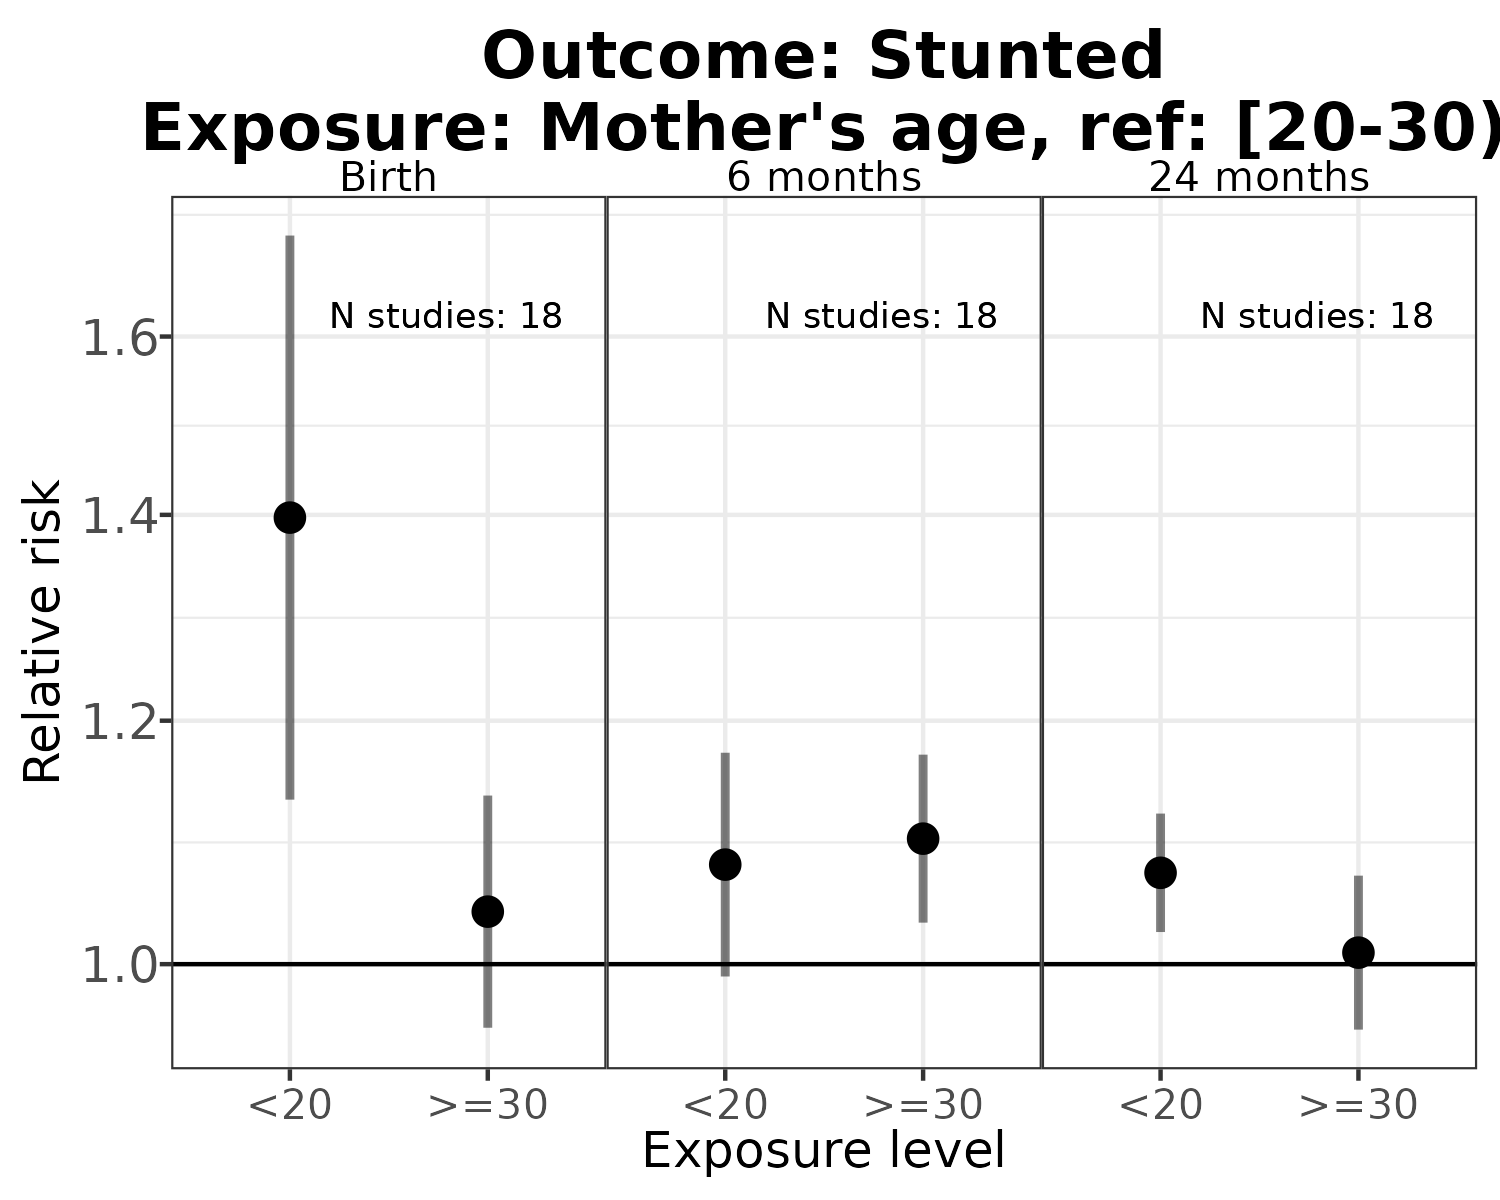 Outcome: Stunted
Exposure: Mother's age, ref: [20-30)
Birth
6 months
24 months
N studies: 18
N studies: 18
N studies: 18
Relative risk
1.6
1.4
1.2
1.0
<20
>=30
<20
>=30
<20
>=30
Exposure level